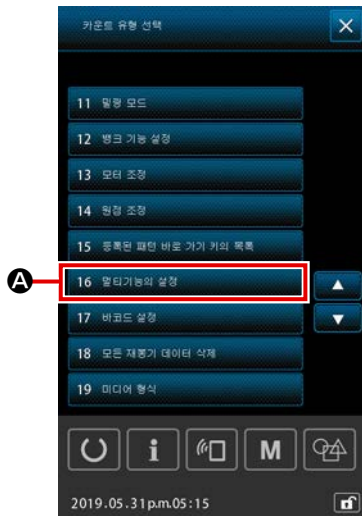 카운트 유형 선택
11 밀링 모드
12 뱅크 기능 설정
13 모터 조정
14 원점 조정
15 등록된 패턴 바로 가기 키의 목록
A
16 멀티기능의 설정
17 바코드 설정
18 모든 재봉기 데이터 삭제
19 미디어 형식
i M
2019.05.31p.m.05:15